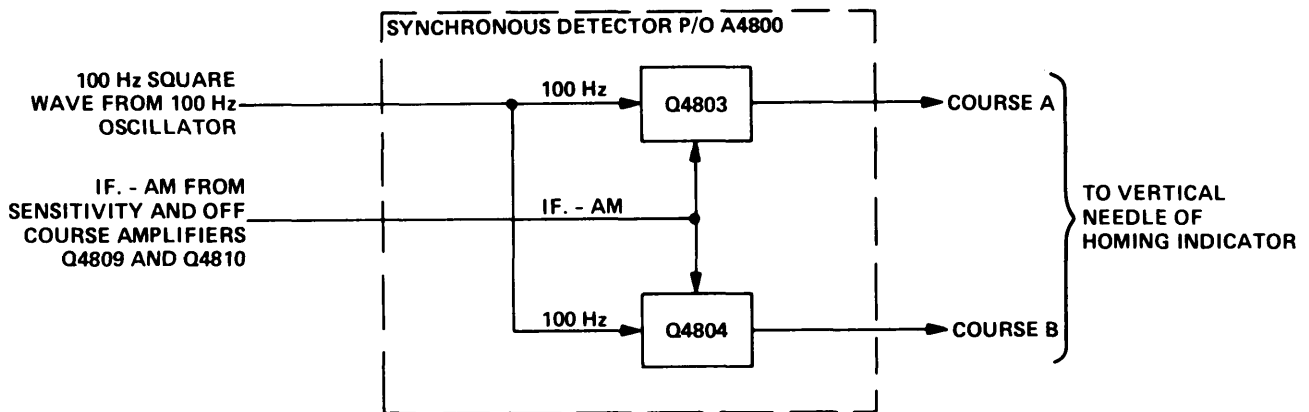 SYNCHRONOUS DETECTOR P/O A4800
100 Hz SQUARE
WAVE FROM 100 Hz
OSCILLATOR
100 Hz
Q4803
COURSE A
IF. - AM FROM
SENSITIVITY AND OFF
COURSE AMPLIFIERS
Q4809 AND Q4810
IF. - AM
TO VERTICAL
NEEDLE OF
HOMING INDICATOR
100 Hz
Q4804
COURSE B